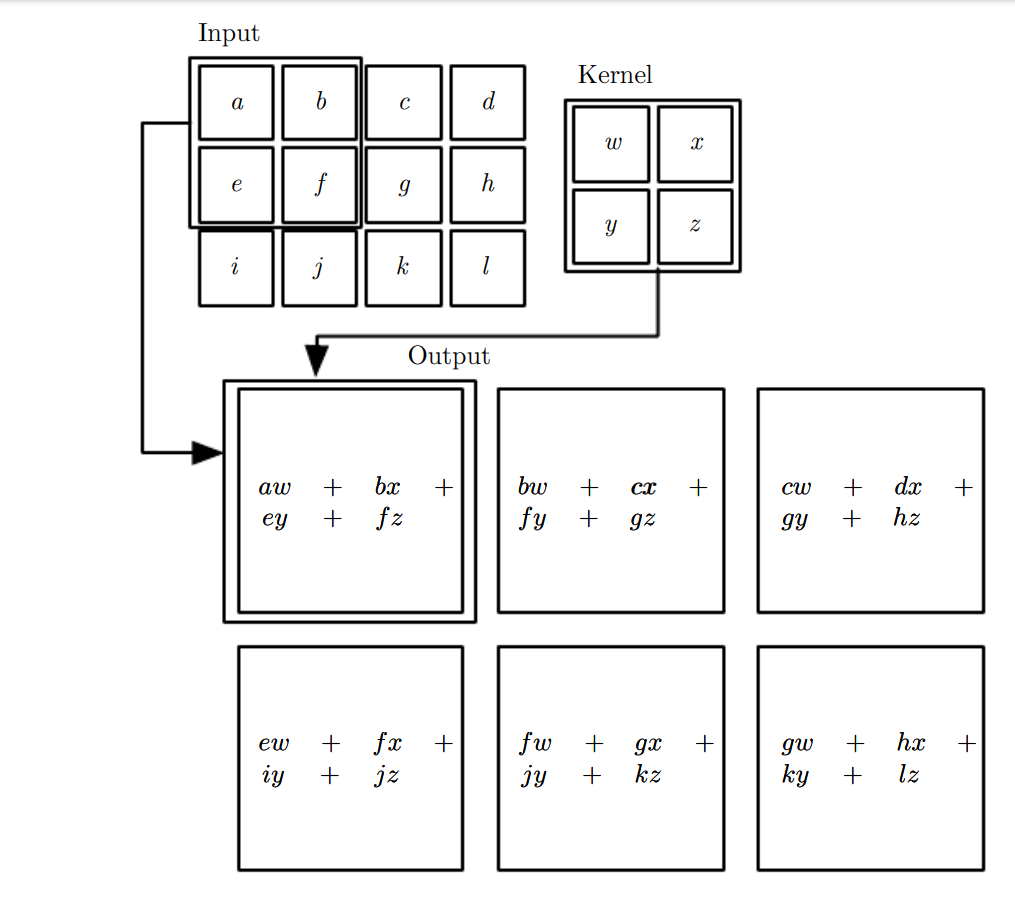 Input
Kernel
a b c d
w x
e f g h
y z
i j k l
Output
aw + bx +
ey + fz
bw + cx +
fy + gz
cw + dx +
gy + hz
ew + fx +
iy + jz
fw + gx +
jy + kz
gw + hx +
ky + lz